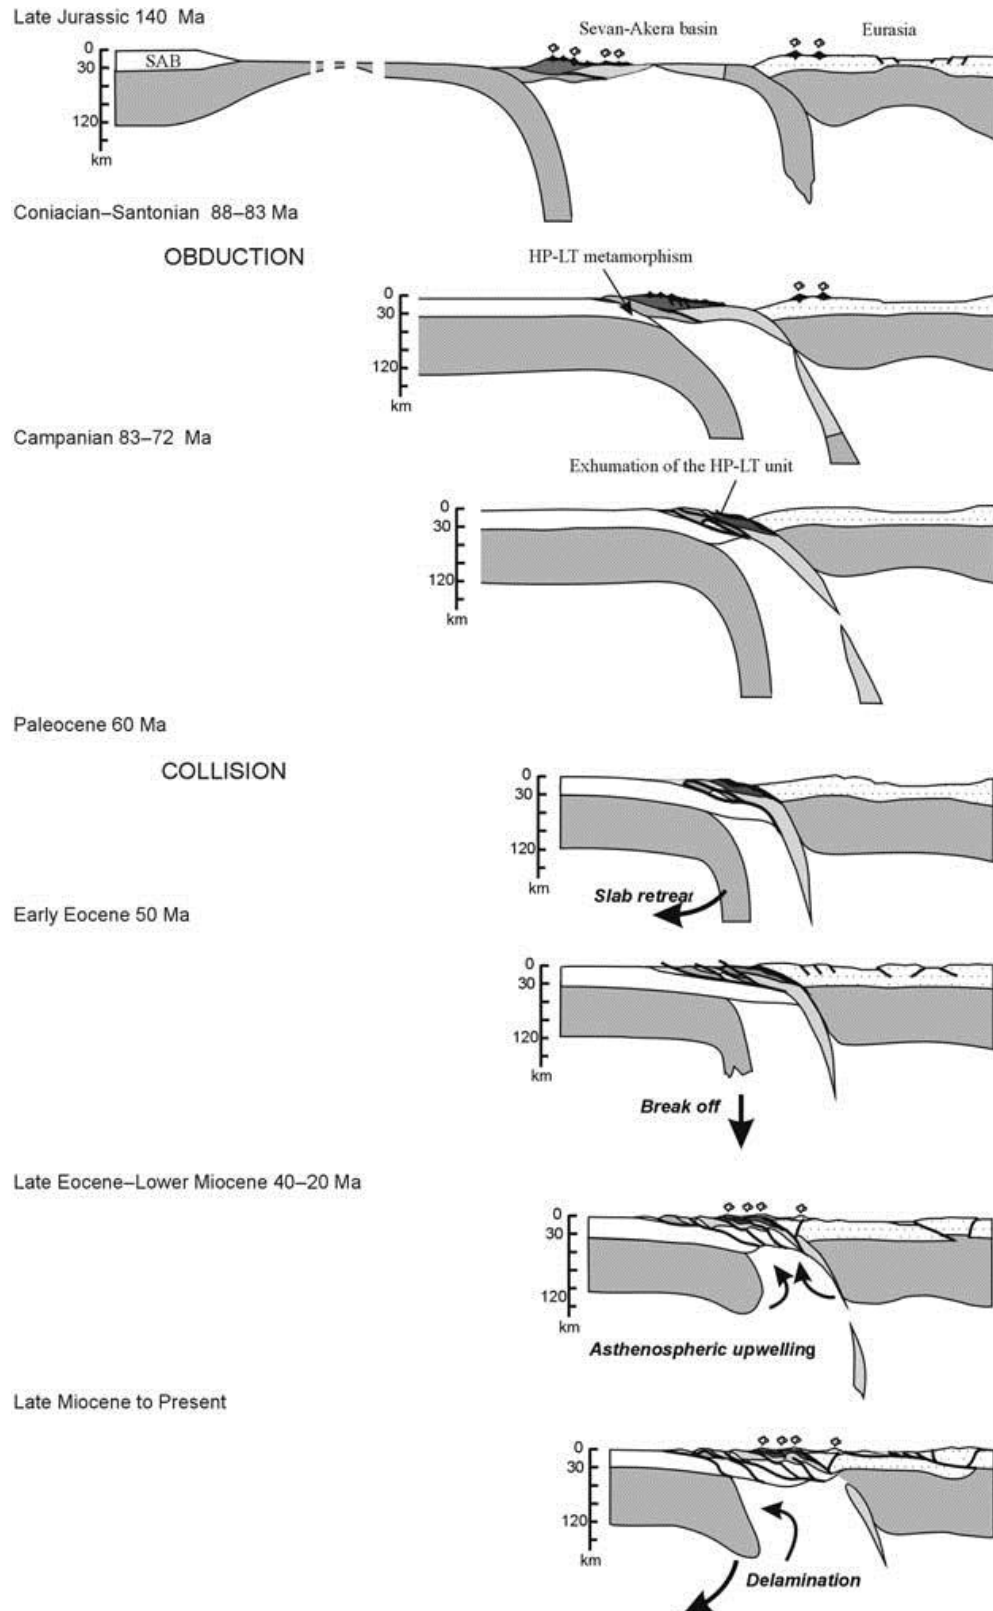 Late Jurassic 140 Ma
Sevan-Akera basin
Eurasia
0
30
120
km
SAB
Coniacian–Santonian 88–83 Ma
OBDUCTION
HP-LT metamorphism
0
30
120
km
Campanian 83–72 Ma
Exhumation of the HP-LT unit
0
30
120
km
Paleocene 60 Ma
COLLISION
0
30
120
km
Slab retrear
Early Eocene 50 Ma
0
30
120
km
Break off
Late Eocene–Lower Miocene 40–20 Ma
0
30
120
km
Asthenospheric upwelling
Late Miocene to Present
0
30
120
km
Delamination